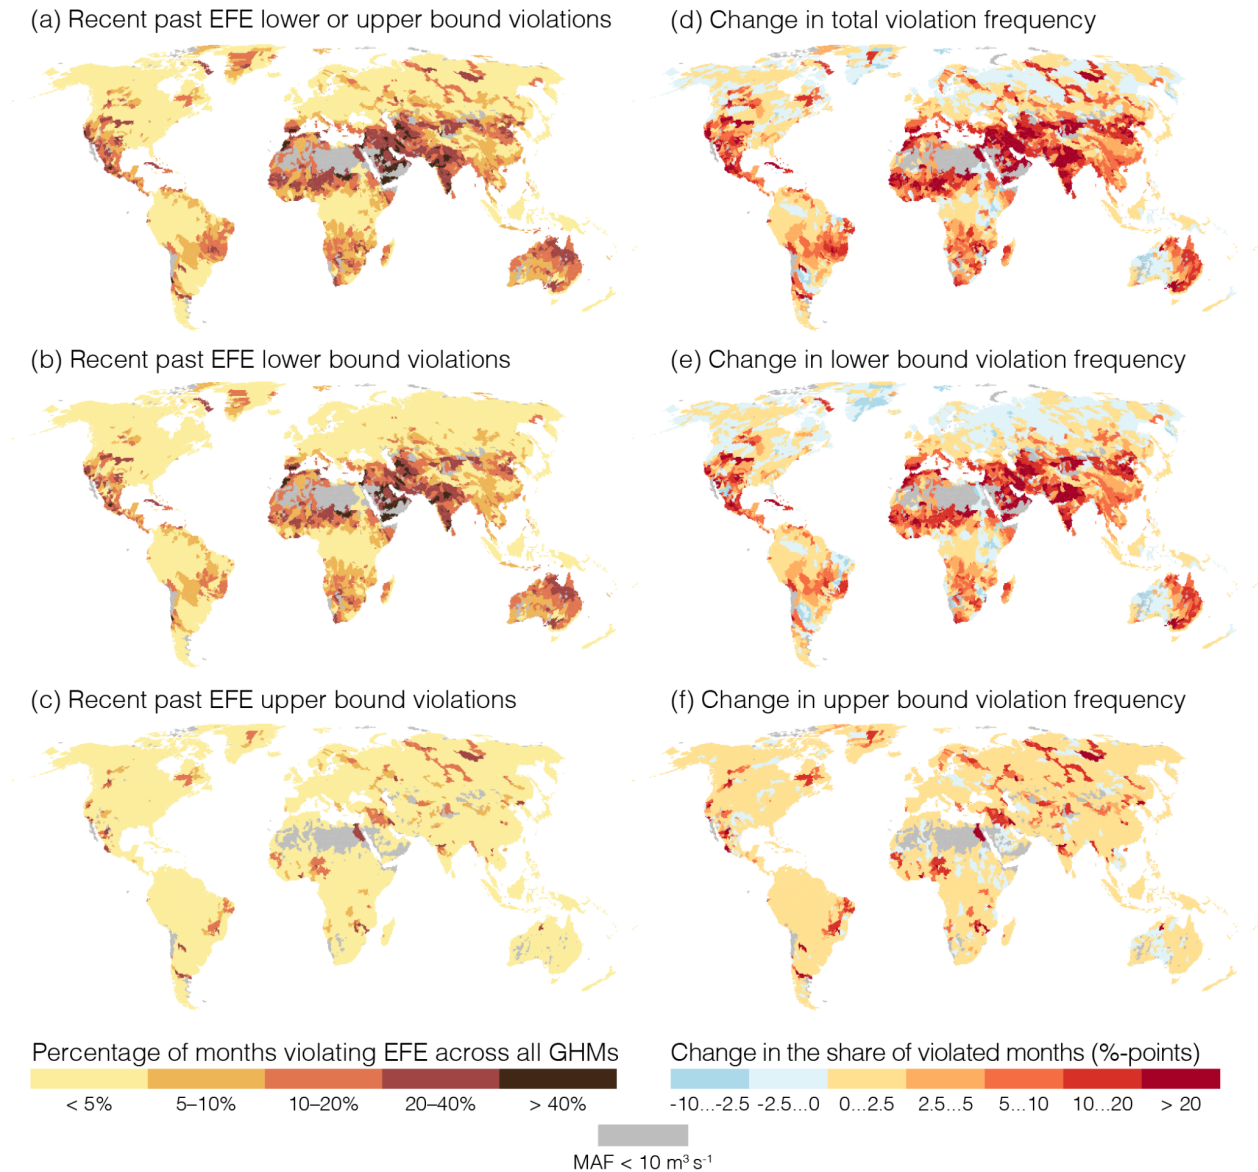 (a) Recent past EFE lower or upper bound violations
(d) Change in total violation frequency
(b) Recent past EFE lower bound violations
(e) Change in lower bound violation frequency
(c) Recent past EFE upper bound violations
(f) Change in upper bound violation frequency
Percentage of months violating EFE across all GHMs
< 5% 5–10% 10–20% 20–40% > 40%
Change in the share of violated months (%-points)
-10...-2.5 -2.5...0 0...2.5 2.5...5 5...10 10...20 > 20
MAF < 10 m³ s⁻¹